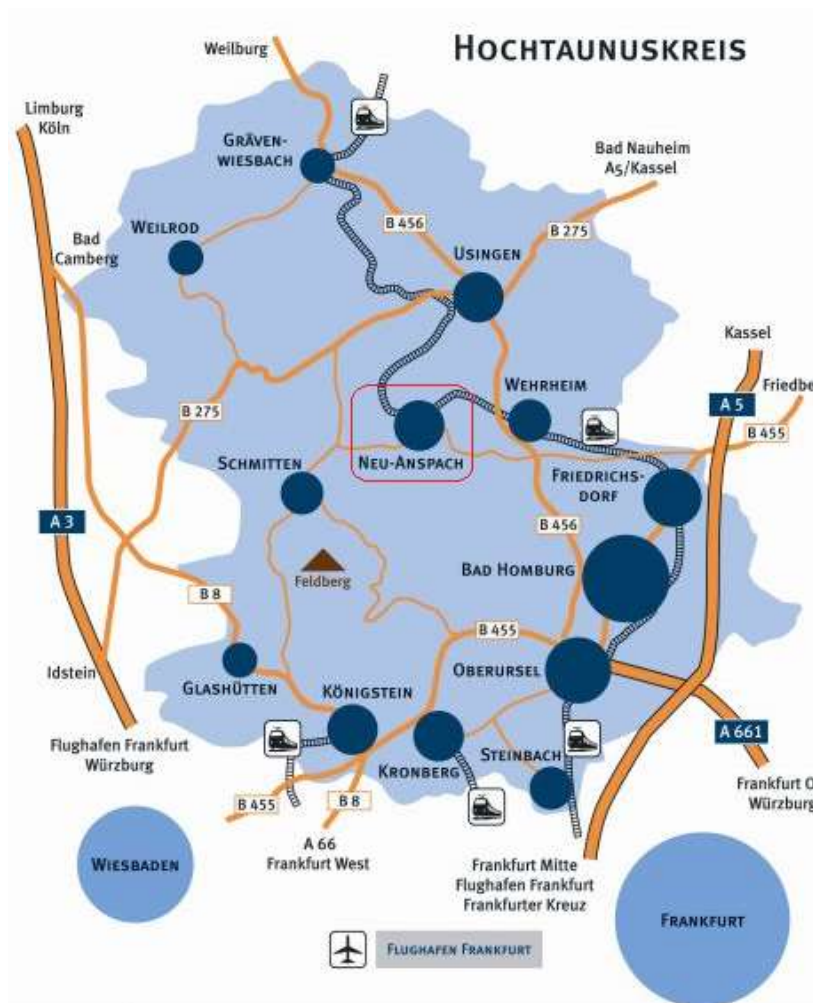 Hochtaunuskreis
Weilburg
Limburg
Köln
Gräven-
wiesbach
Bad Nauheim
A5/Kassel
Weilrod
B 456
B 275
Bad
Camberg
Usingen
Kassel
Wehrheim
A 5
Friedbe
B 275
B 455
Neu-Anspach
Schmitten
Friedrichs-
dorf
A 3
B 456
Bad Homburg
Feldberg
B 8
B 455
Idstein
Oberursel
Glashütten
Königstein
Flughafen Frankfurt
Würzburg
A 661
Steinbach
Kronberg
B 455
B 8
Frankfurt O
Würzburg
A 66
Frankfurt West
Wiesbaden
Frankfurt Mitte
Flughafen Frankfurt
Frankfurter Kreuz
Frankfurt
Flughafen Frankfurt